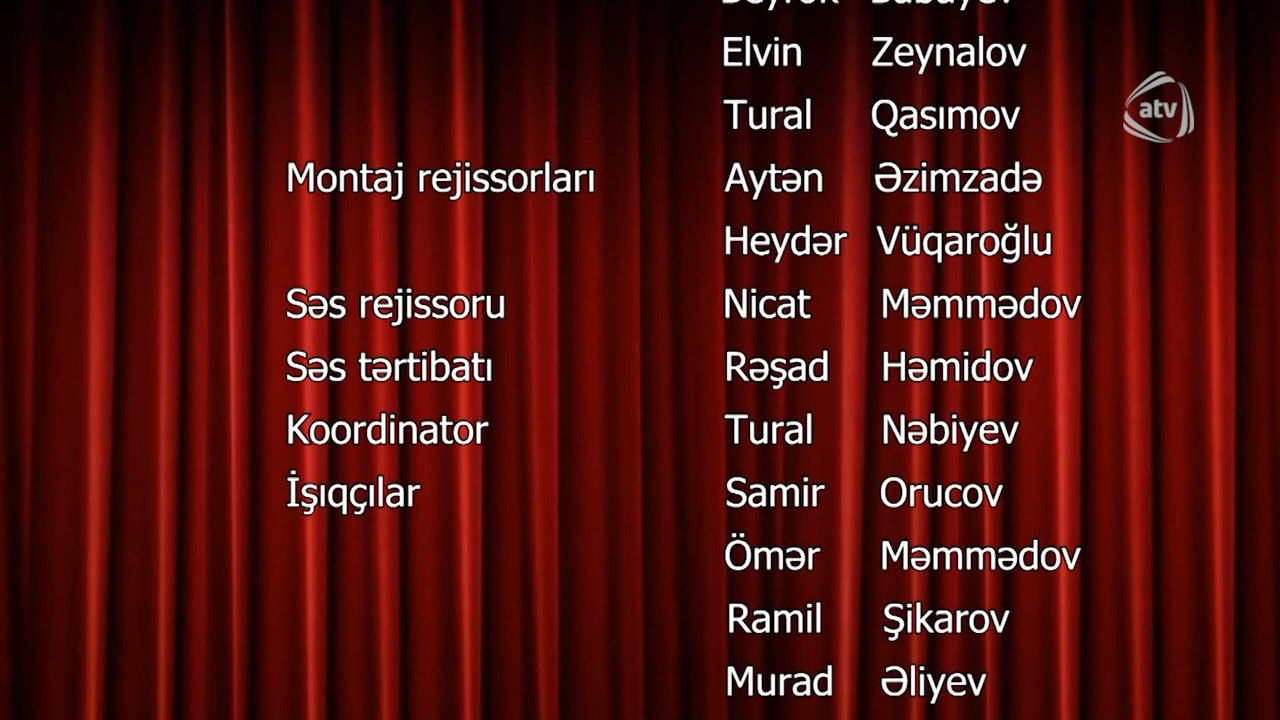 Elvin Zeynalov
atv
Tural Qasımov
Montaj rejissorları Aytən Əzimzadə
Heydər Vüqaroğlu
Səs rejissoru Nicat Məmmədov
Səs tərtibatı Rəşad Həmidov
Koordinator Tural Nəbiyev
İşıqçılar Samir Orucov
Ömər Məmmədov
Ramil Şikarov
Murad Əliyev